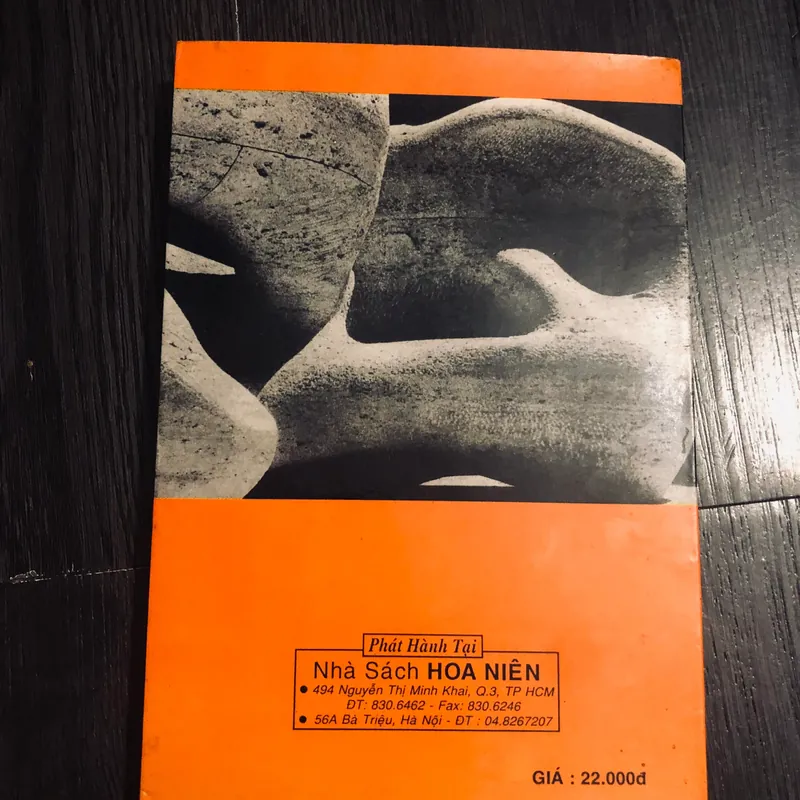 Phát Hành Tại
Nhà Sách HOA NIÊN
● 494 Nguyễn Thị Minh Khai, Q.3, TP HCM
ĐT: 830.6462 - Fax: 830.6246
● 56A Bà Triệu, Hà Nội - ĐT : 04.8267207
GIÁ : 22.000đ